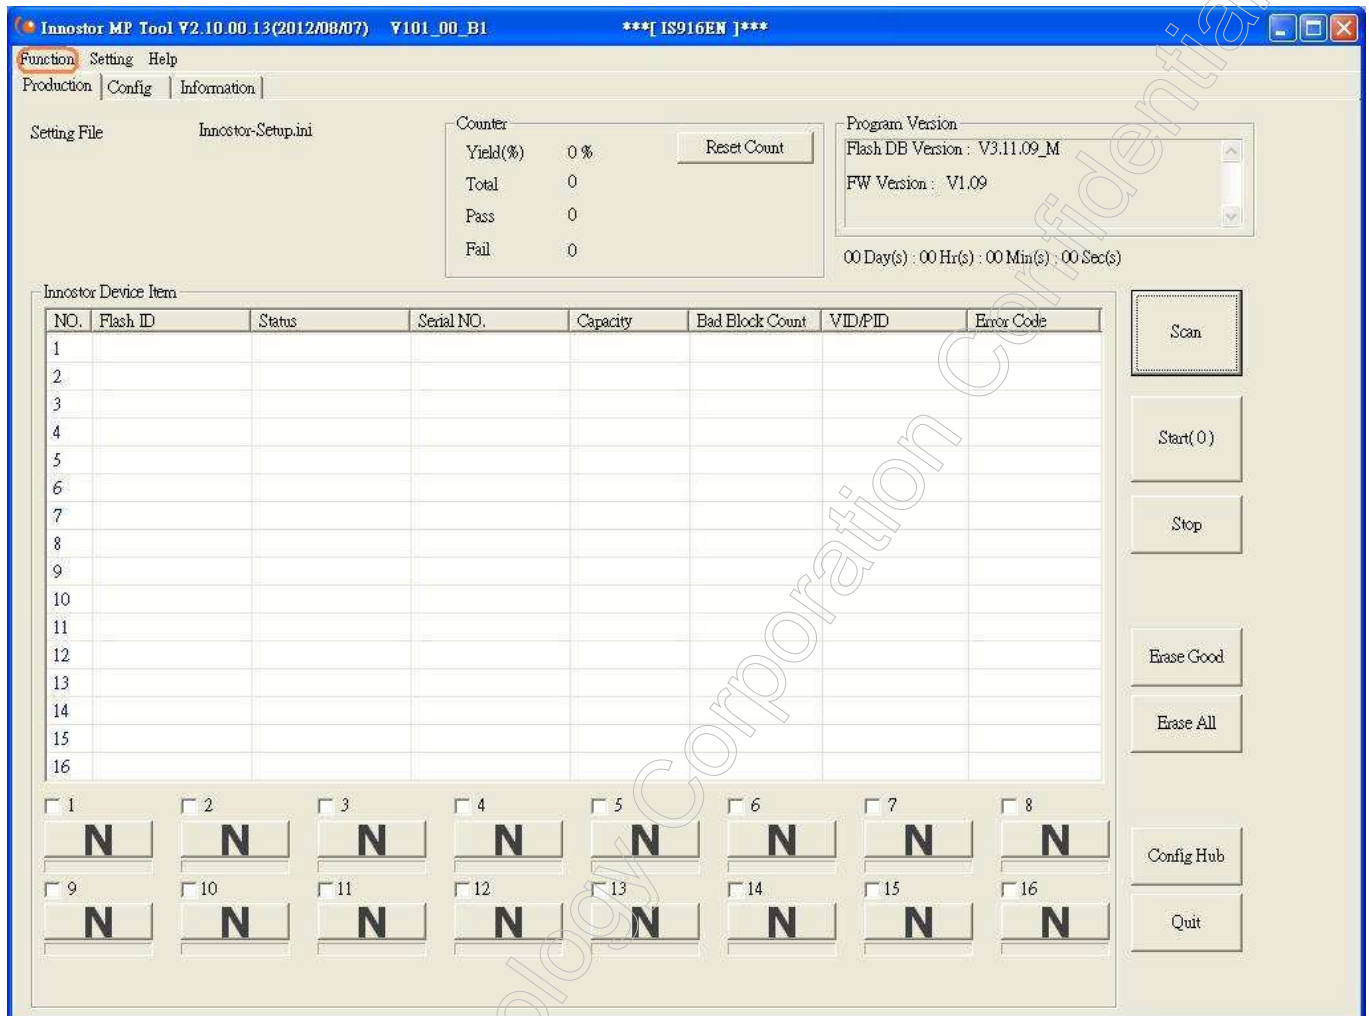 Innostor MP Tool V2.10.00.13(2012/08/07) V101_00_B1 ***[ IS916EN ]***
Function Setting Help
Production Config Information
Setting File Innostor-Setup.ini
Counter
Yield(%) 0 %
Total 0
Pass 0
Fail 0
Reset Count
Program Version
Flash DB Version : V3.11.09_M
FW Version : V1.09
00 Day(s) : 00 Hr(s) : 00 Min(s) : 00 Sec(s)
Innostor Device Item
NO. Flash ID Status Serial NO. Capacity Bad Block Count VID/PID Error Code
1
2
3
4
5
6
7
8
9
10
11
12
13
14
15
16
Scan
Start( 0 )
Stop
Erase Good
Erase All
Config Hub
Quit
1 2 3 4 5 6 7 8
N N N N N N N N
9 10 11 12 13 14 15 16
N N N N N N N N
ology Corporation Confidential